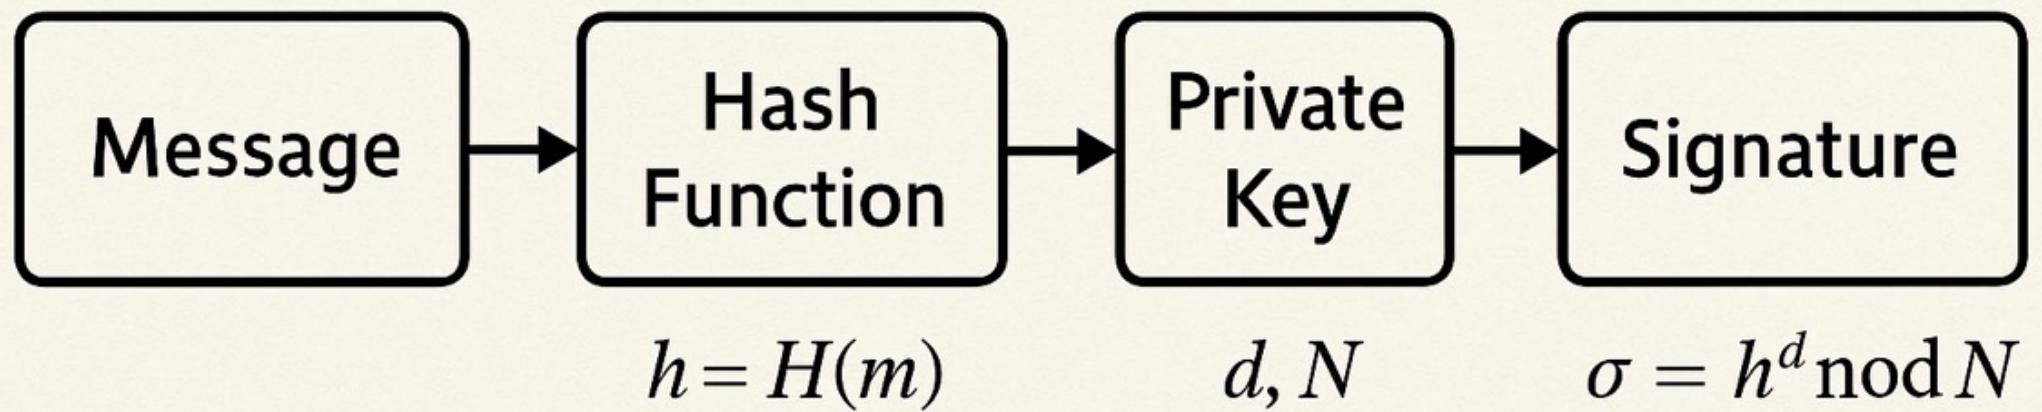 Message
Hash
Function
Private
Key
Signature
h = H(m)
d, N
σ = h^d nod N